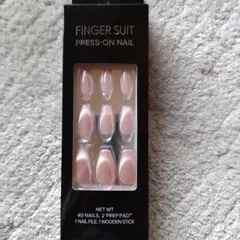 FINGER SUIT
PRESS-ON NAIL
NET WT
40 NAILS, 2 PREP PAD*
1 NAIL FILE, 1 WOODEN STICK